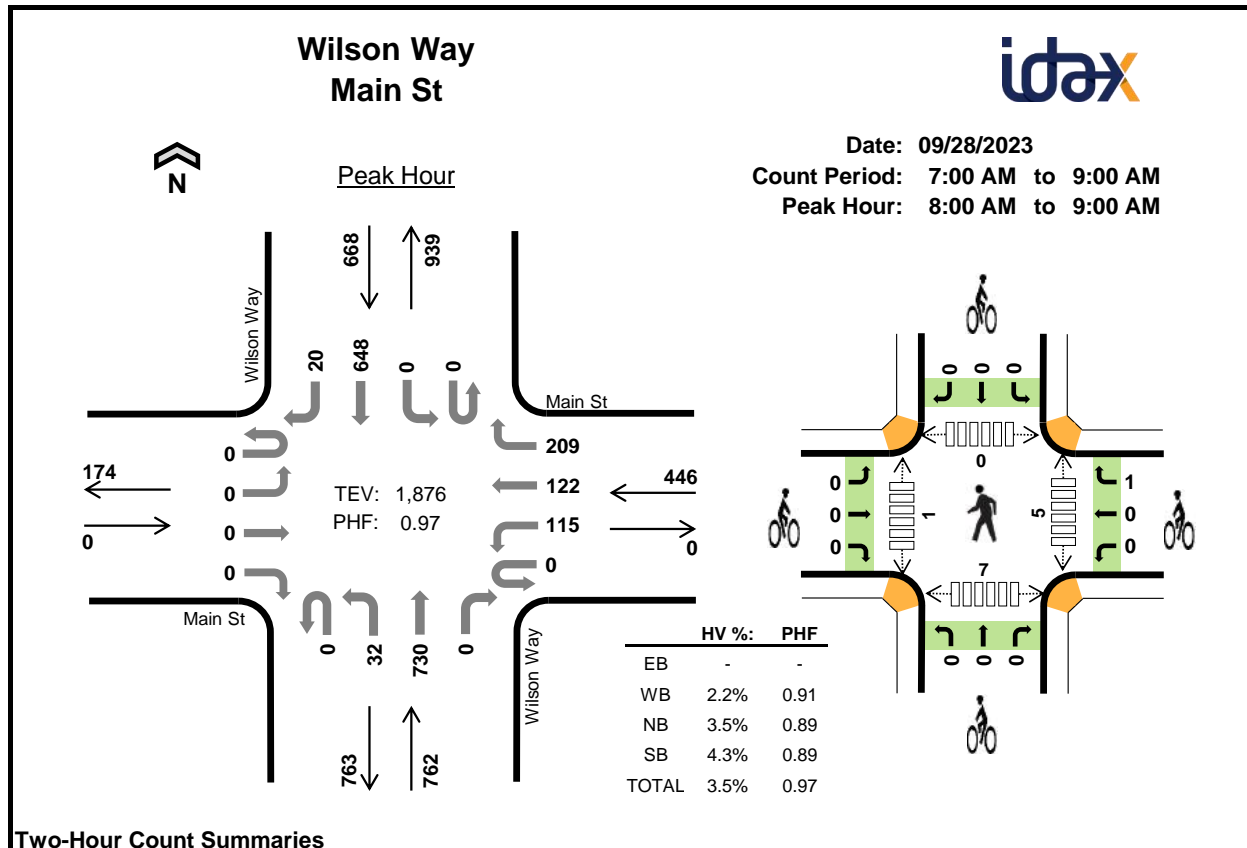 Wilson Way
Main St
idax
Date: 09/28/2023
Count Period: 7:00 AM to 9:00 AM
Peak Hour: 8:00 AM to 9:00 AM
N
Peak Hour
668
939
Wilson Way
20
648
0
0
Main St
0
209
174
0
TEV: 1,876
122
446
0
PHF: 0.97
115
0
0
0
0
Main St
0
32
730
0
Wilson Way
763
762
HV %: PHF
EB - -
WB 2.2% 0.91
NB 3.5% 0.89
SB 4.3% 0.89
TOTAL 3.5% 0.97
0 0 0
0
0
1
0
1
5
0
0
0
7
0 0 0
Two-Hour Count Summaries